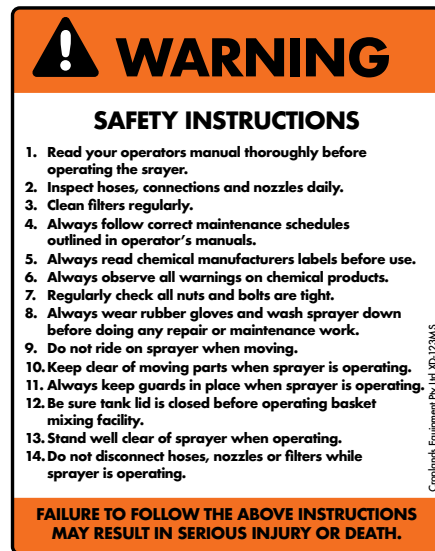 WARNING
SAFETY INSTRUCTIONS
1. Read your operators manual thoroughly before
operating the srayer.
2. Inspect hoses, connections and nozzles daily.
3. Clean filters regularly.
4. Always follow correct maintenance schedules
outlined in operator’s manuals.
5. Always read chemical manufacturers labels before use.
6. Always observe all warnings on chemical products.
7. Regularly check all nuts and bolts are tight.
8. Always wear rubber gloves and wash sprayer down
before doing any repair or maintenance work.
9. Do not ride on sprayer when moving.
10. Keep clear of moving parts when sprayer is operating.
11. Always keep guards in place when sprayer is operating.
12. Be sure tank lid is closed before operating basket
mixing facility.
13. Stand well clear of sprayer when operating.
14. Do not disconnect hoses, nozzles or filters while
sprayer is operating.
Croplands Equipment Pty Ltd XD-123MS
FAILURE TO FOLLOW THE ABOVE INSTRUCTIONS
MAY RESULT IN SERIOUS INJURY OR DEATH.